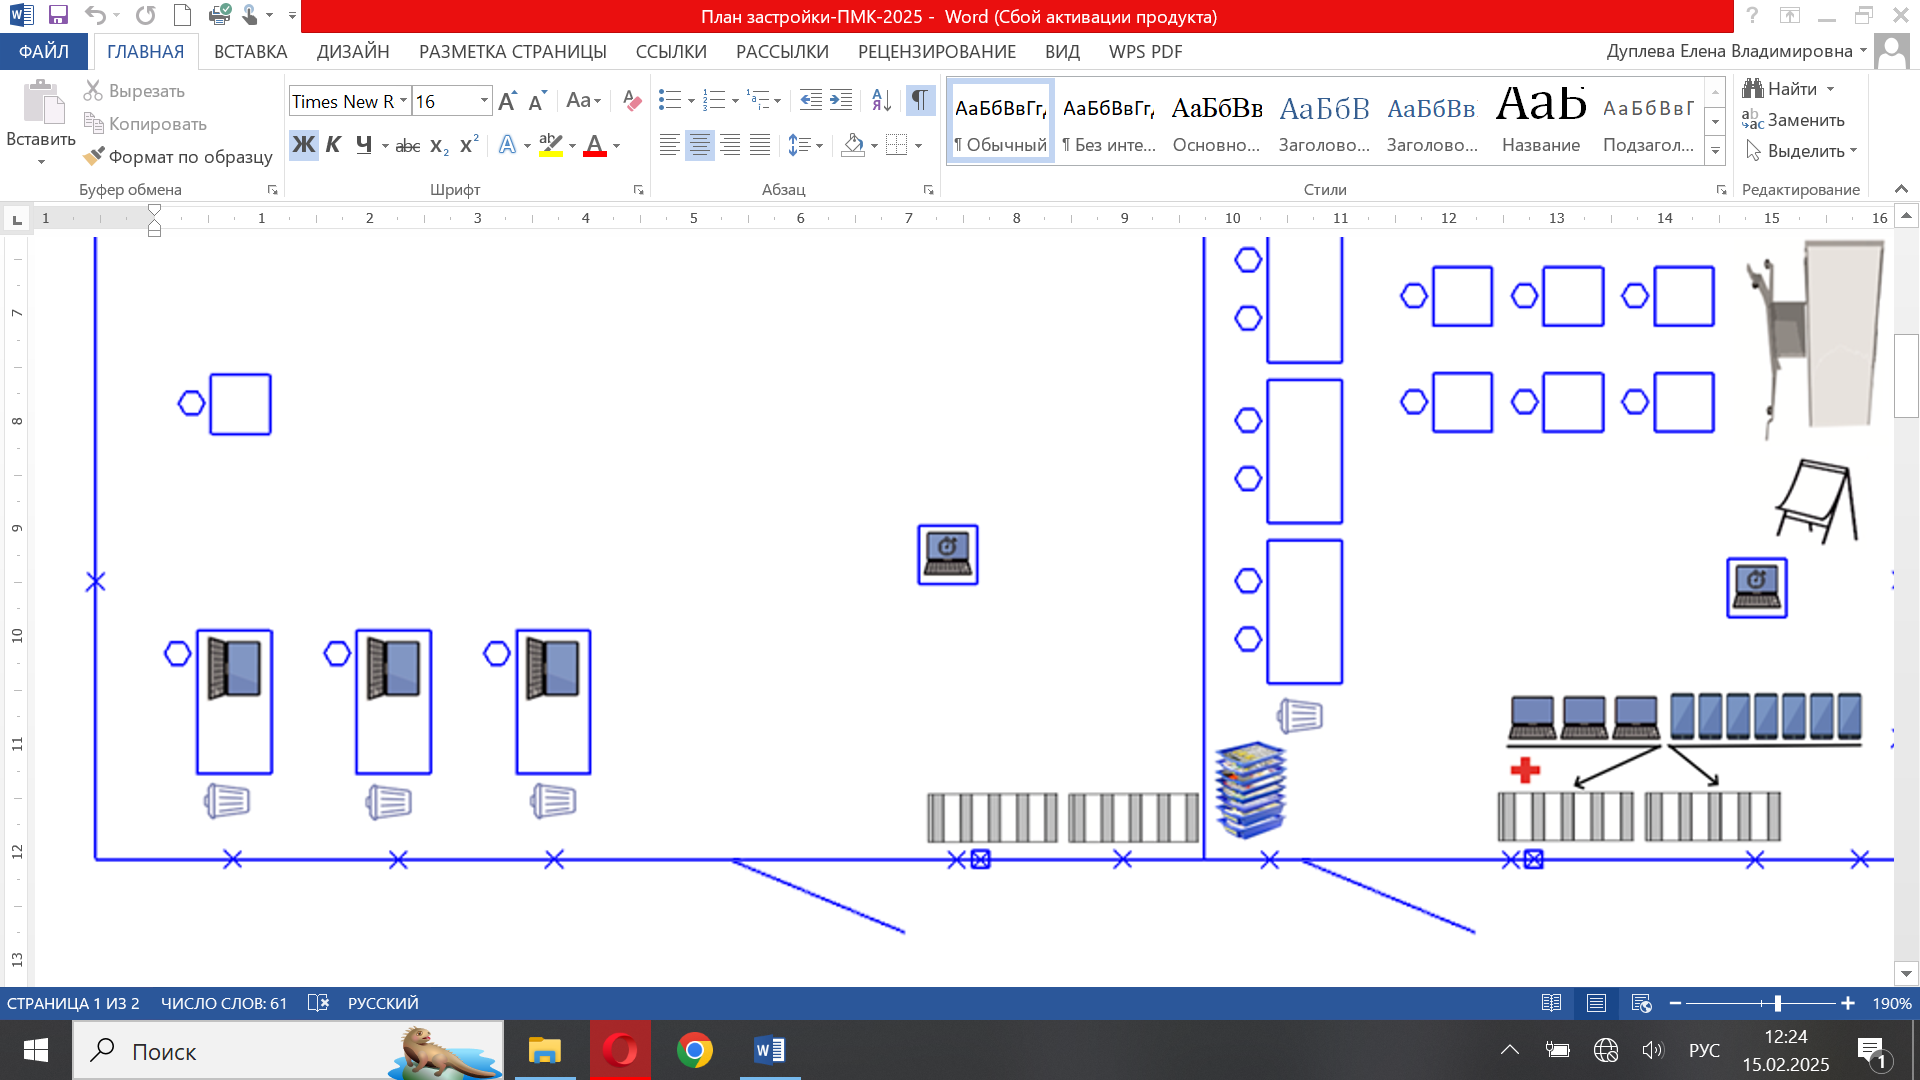 План застройки-ПМК-2025 - Word (Сбой активации продукта)
ФАЙЛ ГЛАВНАЯ ВСТАВКА ДИЗАЙН РАЗМЕТКА СТРАНИЦЫ ССЫЛКИ РАССЫЛКИ РЕЦЕНЗИРОВАНИЕ ВИД WPS PDF Дуплева Елена Владимировна
Вставить
Вырезать
Копировать
Формат по образцу
Буфер обмена
Times New R 16
Ж К Ч abc x₂ x²
Шрифт
Абзац
АаБбВвГг, АаБбВвГг, АаБбВв АаБбВ АаБбВв АаБ АаБбВвГ
¶ Обычный ¶ Без инте... Основно... Заголово... Заголово... Название Подзагол...
Стили
Найти
Заменить
Выделить
Редактирование
1 1 2 3 4 5 6 7 8 9 10 11 12 13 14 15 16
7
8
9
10
11
12
13
СТРАНИЦА 1 ИЗ 2 ЧИСЛО СЛОВ: 61 РУССКИЙ 190%
Поиск
РУС
12:24
15.02.2025
1